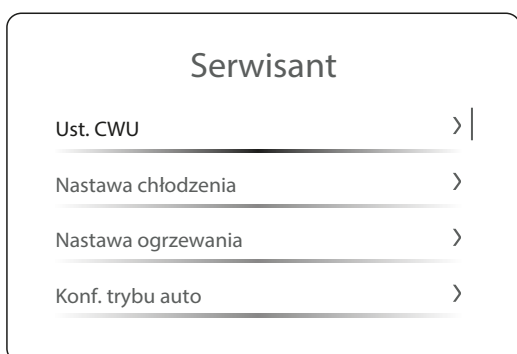 Serwisant
Ust. CWU
Nastawa chłodzenia
Nastawa ogrzewania
Konf. trybu auto